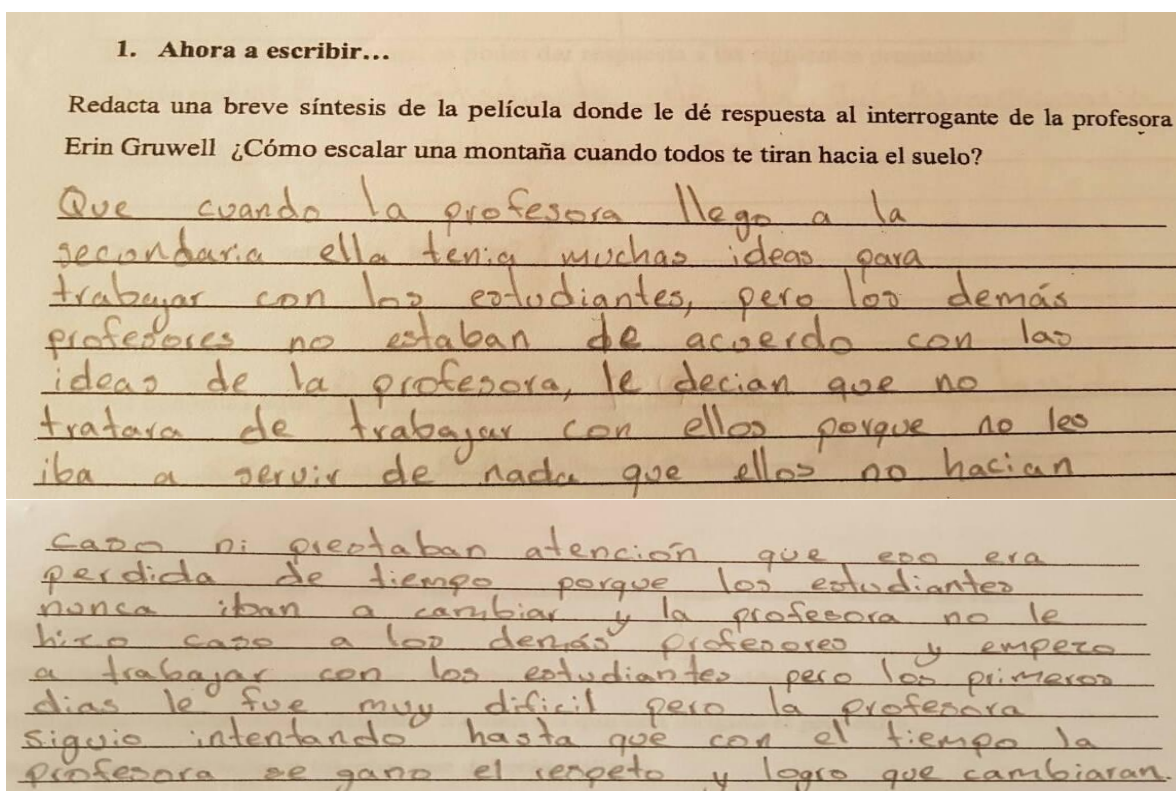 1. Ahora a escribir...
Redacta una breve síntesis de la película donde le dé respuesta al interrogante de la profesora
Erin Gruwell ¿Cómo escalar una montaña cuando todos te tiran hacia el suelo?
Que cuando la profesora llego a la
secondaria ella tenia muchas ideas para
trabajar con los estudiantes, pero los demás
profesores no estaban de acuerdo con las
ideas de la profesora, le decian que no
tratara de trabajar con ellos porque no les
iba a servir de nada que ellos no hacian
caso ni prestaban atención que eso era
perdida de tiempo porque los estudiantes
nunca iban a cambiar y la profesora no le
hizo caso a los demás profesores y empezo
a trabajar con los estudiantes pero los primeros
dias le fue muy dificil pero la profesora
siguio intentando hasta que con el tiempo la
profesora se gano el respeto y logro que cambiaran.